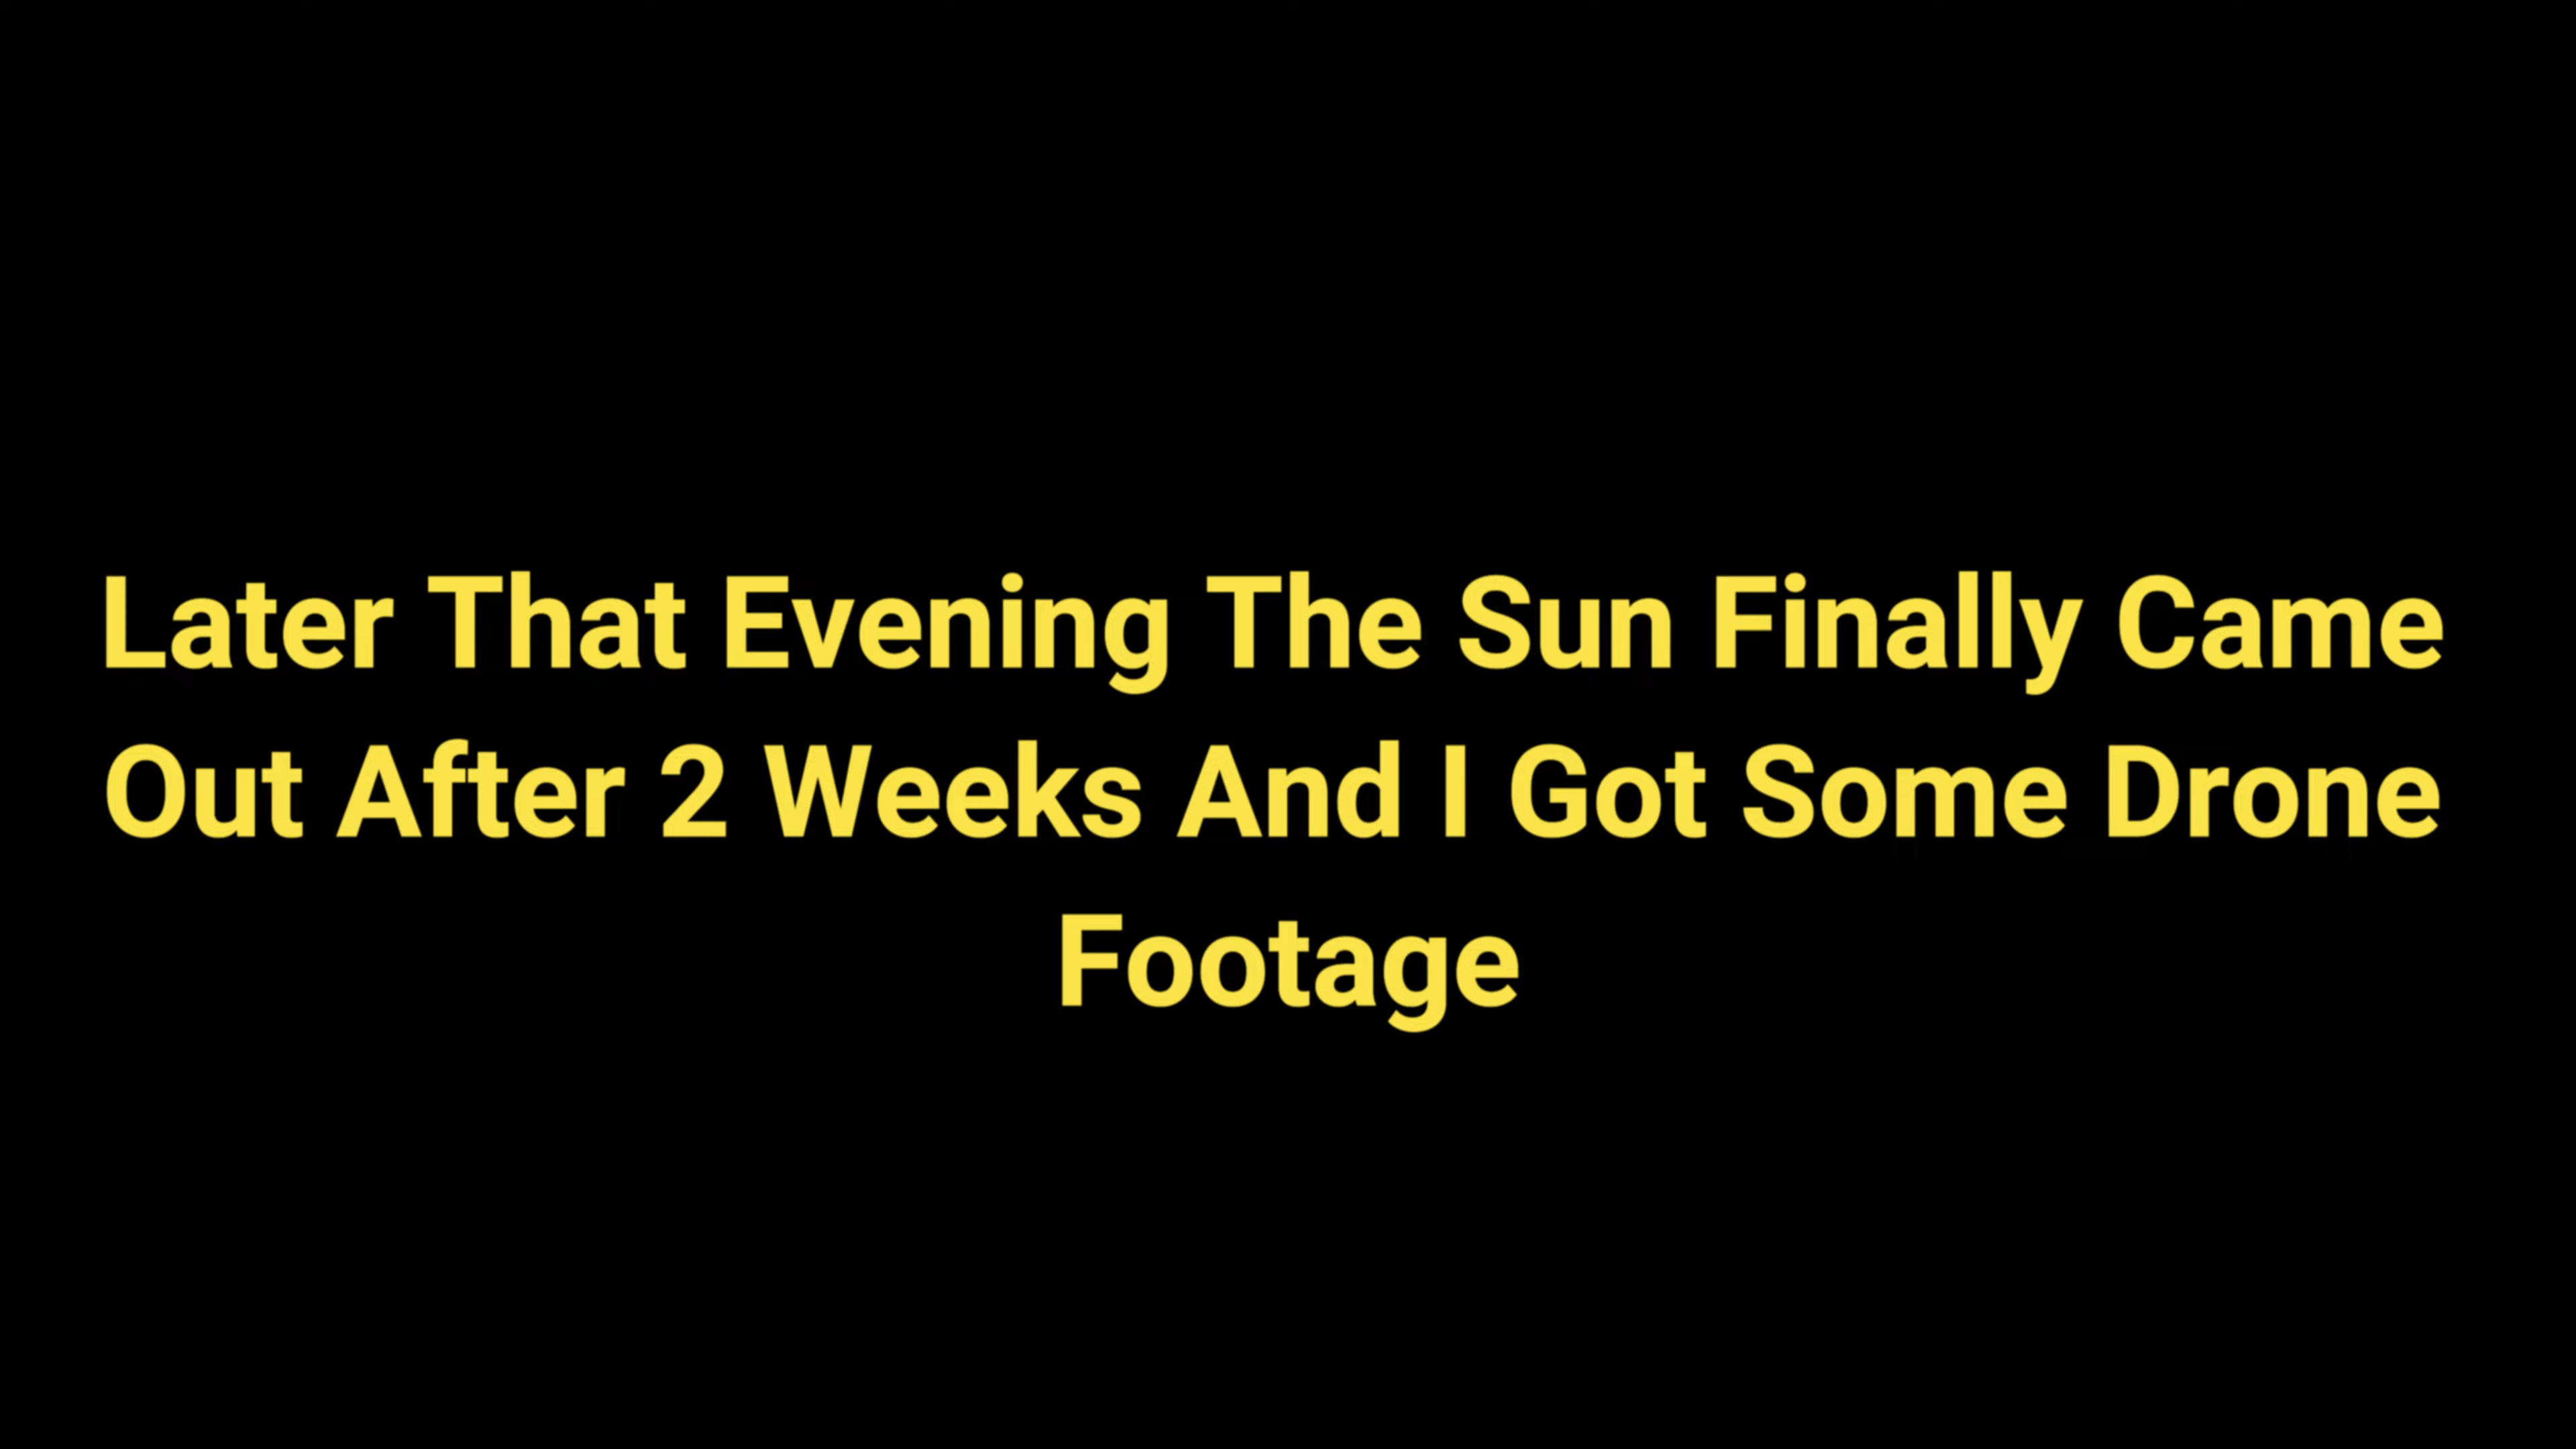 Later That Evening The Sun Finally Came
Out After 2 Weeks And I Got Some Drone
Footage